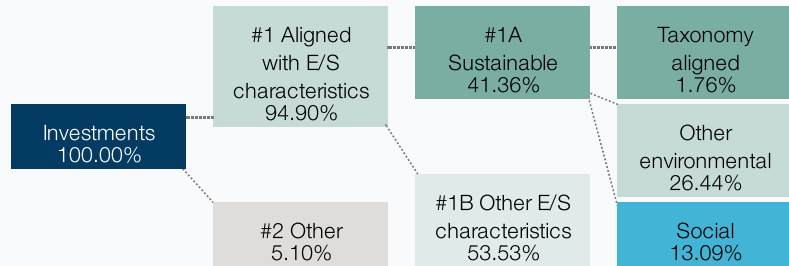 Investments
100.00%
#1 Aligned
with E/S
characteristics
94.90%
#2 Other
5.10%
#1A
Sustainable
41.36%
#1B Other E/S
characteristics
53.53%
Taxonomy
aligned
1.76%
Other
environmental
26.44%
Social
13.09%